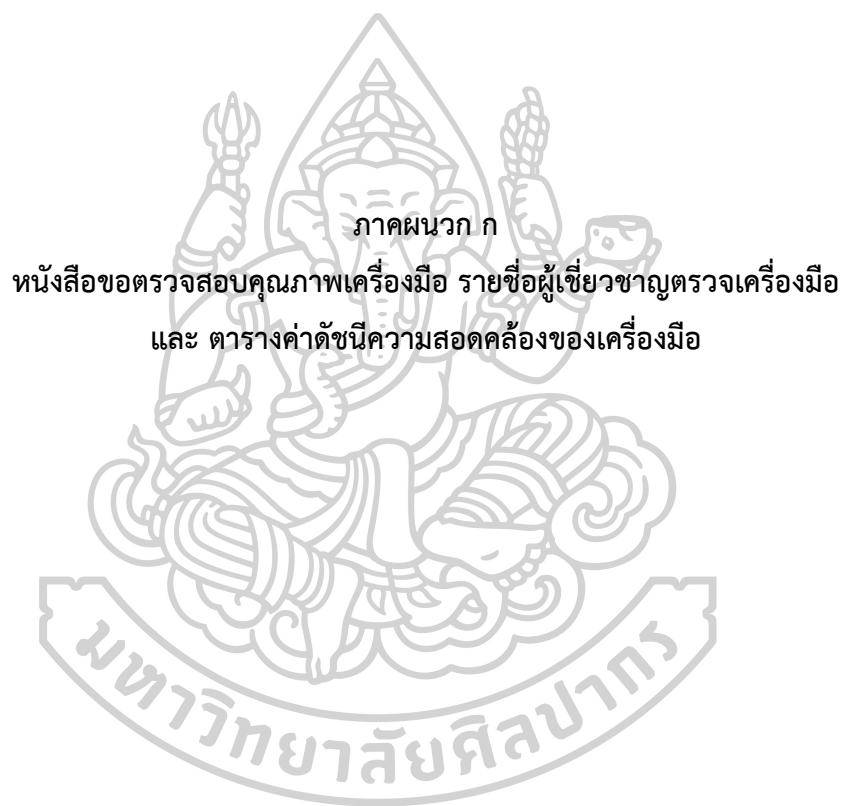 ภาคผนวก ก
หนังสือขอตรวจสอบคุณภาพเครื่องมือ รายชื่อผู้เชี่ยวชาญตรวจเครื่องมือ
และ ตารางค่าดัชนีความสอดคล้องของเครื่องมือ
มหาวิทยาลัยศิลปากร